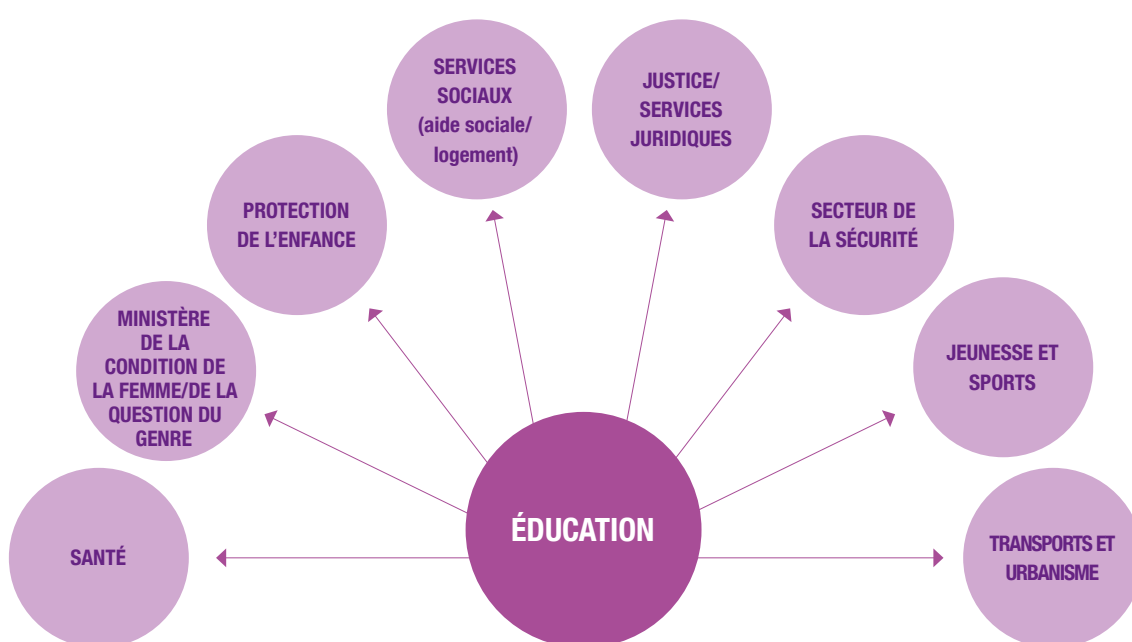 SERVICES
SOCIAUX
(aide sociale/
logement)
JUSTICE/
SERVICES
JURIDIQUES
PROTECTION
DE L’ENFANCE
SECTEUR DE
LA SÉCURITÉ
MINISTÈRE
DE LA
CONDITION DE
LA FEMME/DE LA
QUESTION DU
GENRE
JEUNESSE ET
SPORTS
SANTÉ
ÉDUCATION
TRANSPORTS ET
URBANISME